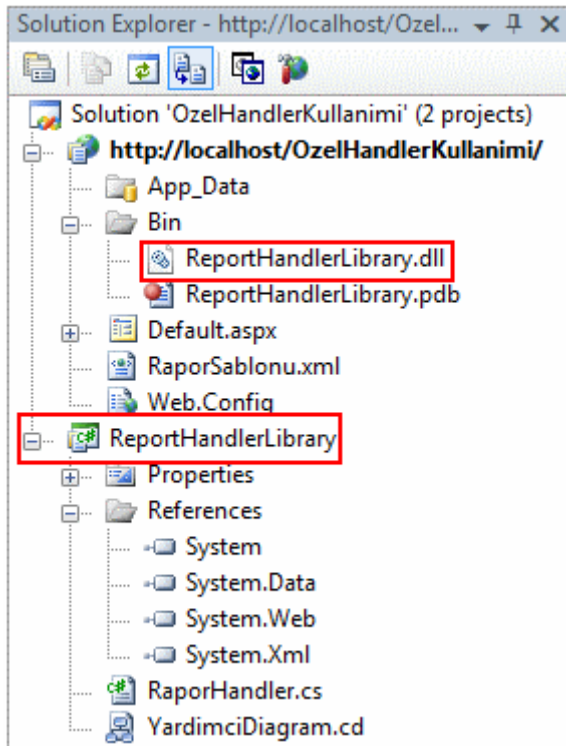 Solution Explorer - http://localhost/Ozel...
Solution 'OzelHandlerKullanimi' (2 projects)
http://localhost/OzelHandlerKullanimi/
App_Data
Bin
ReportHandlerLibrary.dll
ReportHandlerLibrary.pdb
Default.aspx
RaporSablonu.xml
Web.Config
ReportHandlerLibrary
Properties
References
System
System.Data
System.Web
System.Xml
RaporHandler.cs
YardimciDiagram.cd